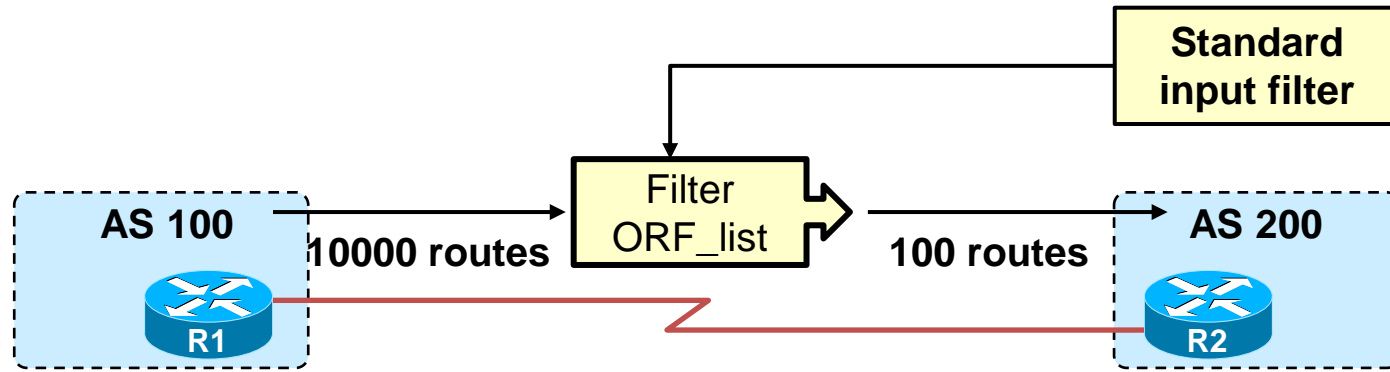 Standard
input filter
Filter
ORF_list
AS 100
10000 routes
100 routes
AS 200
R1
R2